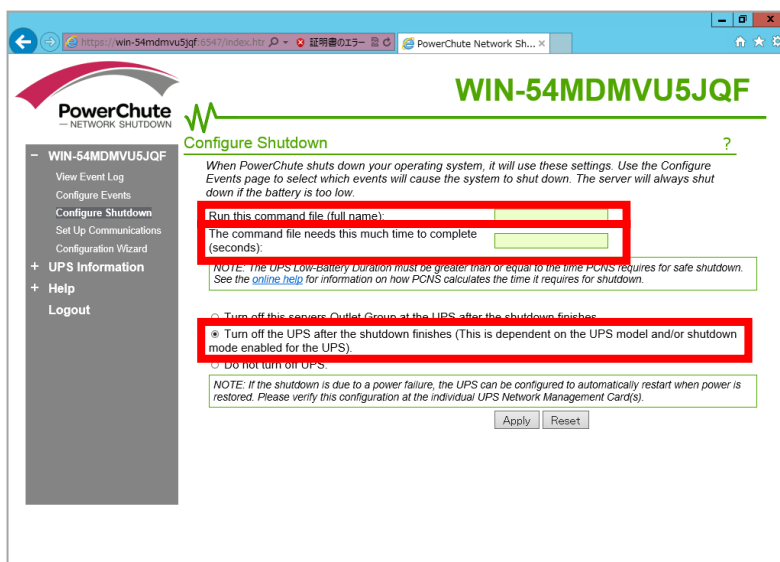 https://win-54mdmvu5jqf:6547/index.htr
証明書のエラー
PowerChute Network Sh...
PowerChute
NETWORK SHUTDOWN
WIN-54MDMVU5JQF
− WIN-54MDMVU5JQF
View Event Log
Configure Events
Configure Shutdown
Set Up Communications
Configuration Wizard
+ UPS Information
+ Help
Logout
Configure Shutdown ?
When PowerChute shuts down your operating system, it will use these settings. Use the Configure
Events page to select which events will cause the system to shut down. The server will always shut
down if the battery is too low.
Run this command file (full name):
The command file needs this much time to complete
(seconds):
NOTE: The UPS Low-Battery Duration must be greater than or equal to the time PCNS requires for safe shutdown.
See the online help for information on how PCNS calculates the time it requires for shutdown.
Turn off this servers Outlet Group at the UPS after the shutdown finishes
Turn off the UPS after the shutdown finishes (This is dependent on the UPS model and/or shutdown
mode enabled for the UPS).
Do not turn off UPS.
NOTE: If the shutdown is due to a power failure, the UPS can be configured to automatically restart when power is
restored. Please verify this configuration at the individual UPS Network Management Card(s).
Apply Reset